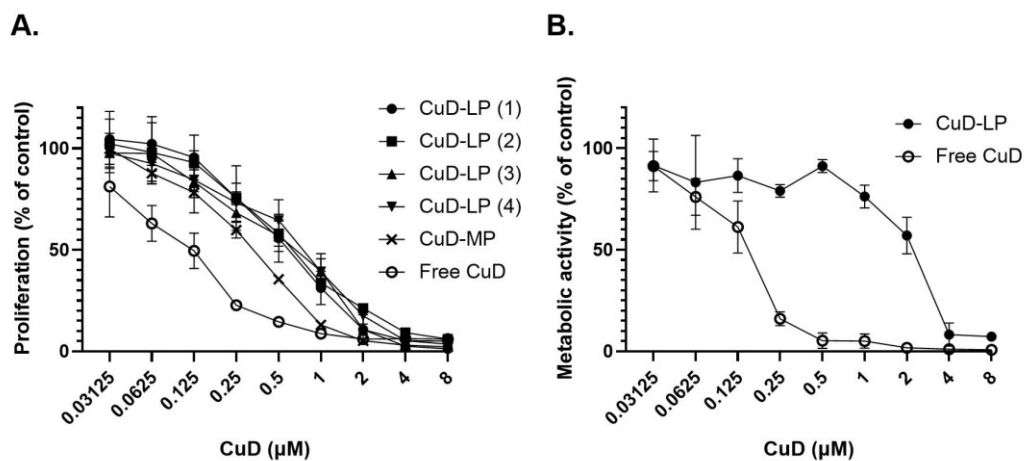 A.
Proliferation (% of control)
100
50
0
0.03125
0.0625
0.125
0.25
0.5
1
2
4
8
CuD (µM)
CuD-LP (1)
CuD-LP (2)
CuD-LP (3)
CuD-LP (4)
CuD-MP
Free CuD
B.
Metabolic activity (% of control)
100
50
0
0.03125
0.0625
0.125
0.25
0.5
1
2
4
8
CuD (µM)
CuD-LP
Free CuD